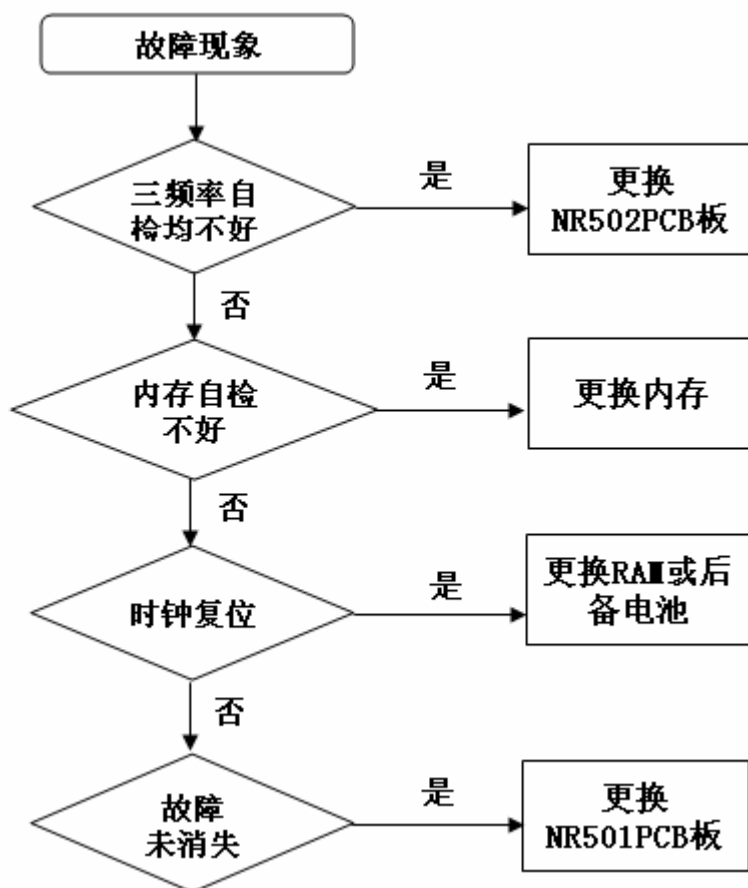 故障现象
三频率自
检均不好
是
更换
NR502PCB板
否
内存自检
不好
是
更换内存
否
时钟复位
是
更换RAM或后
备电池
否
故障
未消失
是
更换
NR501PCB板